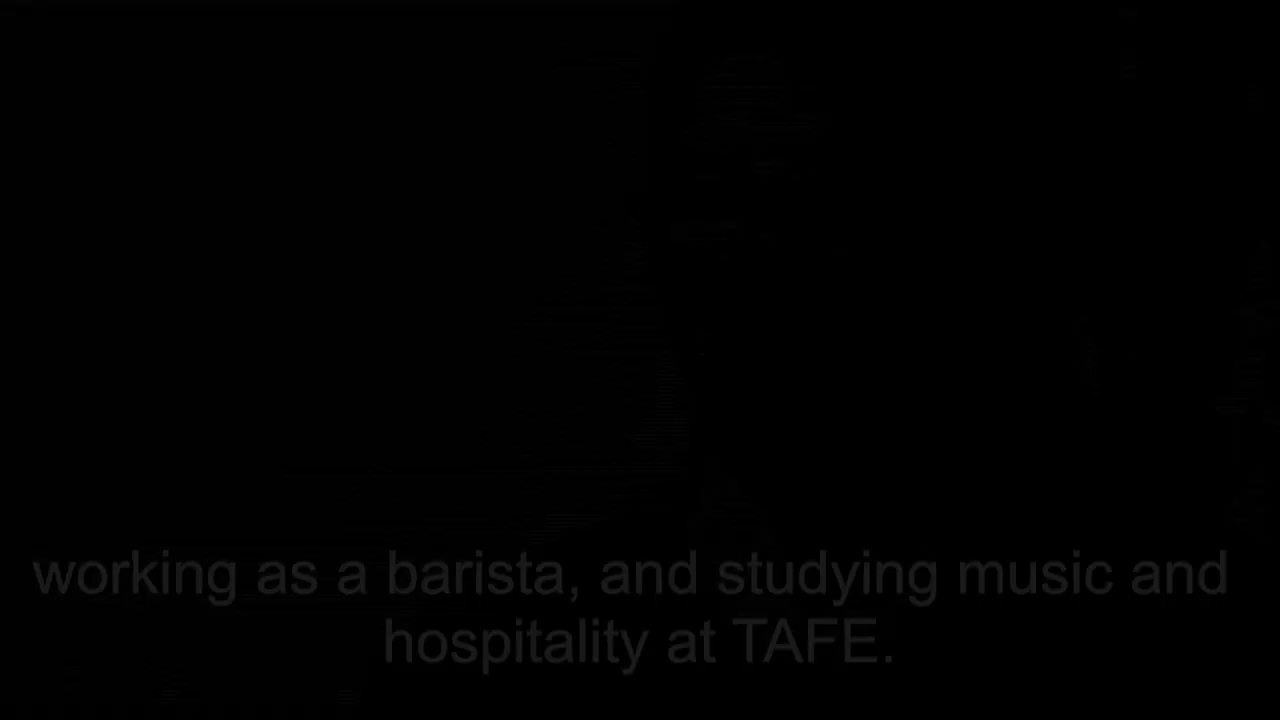 working as a barista, and studying music and
hospitality at TAFE.